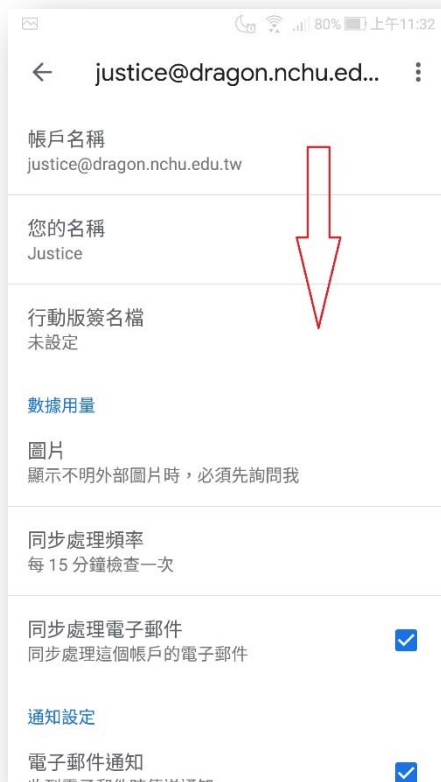 80% 上午11:32
justice@dragon.nchu.ed...
帳戶名稱
justice@dragon.nchu.edu.tw
您的名稱
Justice
行動版簽名檔
未設定
數據用量
圖片
顯示不明外部圖片時，必須先詢問我
同步處理頻率
每 15 分鐘檢查一次
同步處理電子郵件
同步處理這個帳戶的電子郵件
通知設定
電子郵件通知